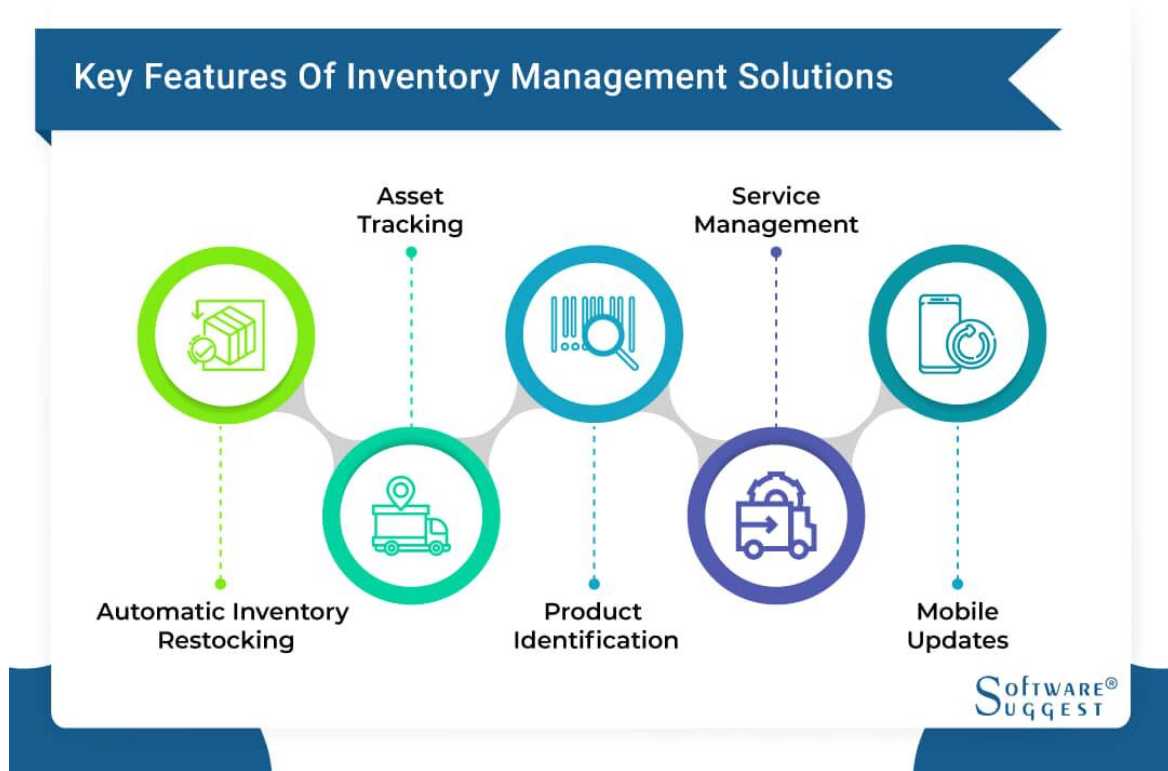 Key Features Of Inventory Management Solutions
Asset
Tracking
Service
Management
Automatic Inventory
Restocking
Product
Identification
Mobile
Updates
Software®
Suggest